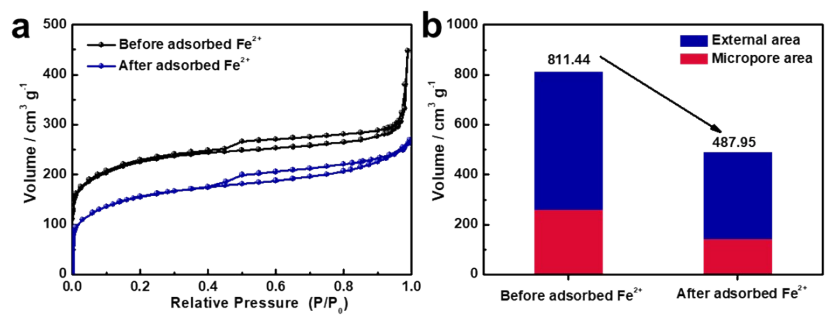 a
Before adsorbed Fe²⁺
After adsorbed Fe²⁺
Volume / cm³ g⁻¹
500
400
300
200
100
0
0.0 0.2 0.4 0.6 0.8 1.0
Relative Pressure (P/P₀)
b
External area
Micropore area
811.44
487.95
Volume / cm³ g⁻¹
1000
800
600
400
200
0
Before adsorbed Fe²⁺ After adsorbed Fe²⁺